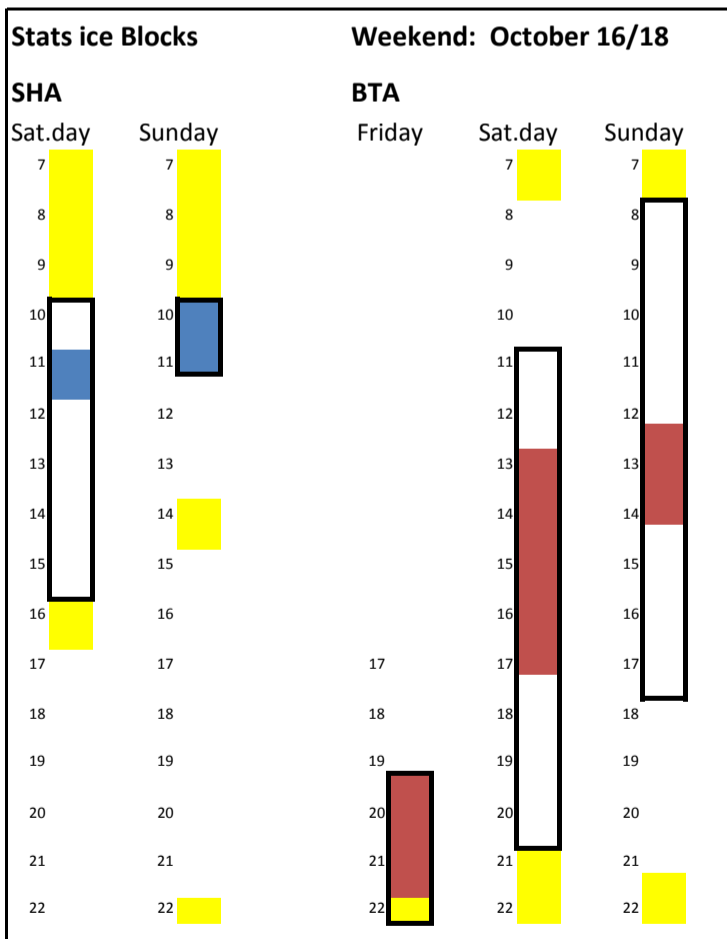 Stats ice Blocks Weekend: October 16/18
SHA BTA
Sat.day Sunday Friday Sat.day Sunday
7 7 7 7
8 8 8 8
9 9 9 9
10 10 10 10
11 11 11 11
12 12 12 12
13 13 13 13
14 14 14 14
15 15 15 15
16 16 16 16
17 17 17 17 17
18 18 18 18 18
19 19 19 19 19
20 20 20 20 20
21 21 21 21 21
22 22 22 22 22